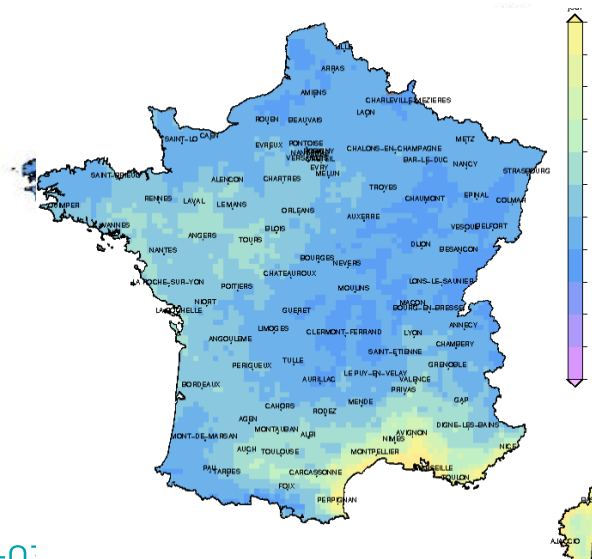 jour
LILLE
ARRAS
AMIENS
CHARLEVILLE-MEZIERES
LAON
ROUEN
BEAUVAIS
SAINT-LO
CAEN
METZ
EVREUX
PONTOISE
CHALONS-EN-CHAMPAGNE
BAR-LE-DUC
NANCY
EVRY
MELUN
STRASBOURG
SAINT-BRIEUC
ALENCON
CHARTRES
TROYES
CHAUMONT
EPINAL
COLMAR
QUIMPER
RENNES
LAVAL
LE MANS
ORLEANS
AUXERRE
VANNES
BLOIS
VESOUL
BELFORT
ANGERS
TOURS
DIJON
BESANCON
NANTES
BOURGES
NEVERS
CHATEAUROUX
LA ROCHE-SUR-YON
POITIERS
MOULINS
LONS-LE-SAUNIER
NIORT
MACON
BOURG-EN-BRESSE
LA ROCHELLE
GUERET
ANNECY
LIMOGES
CLERMONT-FERRAND
LYON
ANGOULEME
CHAMBERY
SAINT-ETIENNE
TULLE
PERIGUEUX
GRENOBLE
LE PUY-EN-VELAY
AURILLAC
VALENCE
BORDEAUX
PRIVAS
MENDE
GAP
CAHORS
RODEZ
AGEN
DIGNE-LES-BAINS
MONTAUBAN
ALBI
AVIGNON
MONT-DE-MARSAN
NIMES
NICE
AUCH
TOULOUSE
MONTPELLIER
PAU
TARBES
CARCASSONNE
MARSEILLE
TOULON
FOIX
PERPIGNAN
AJACCIO